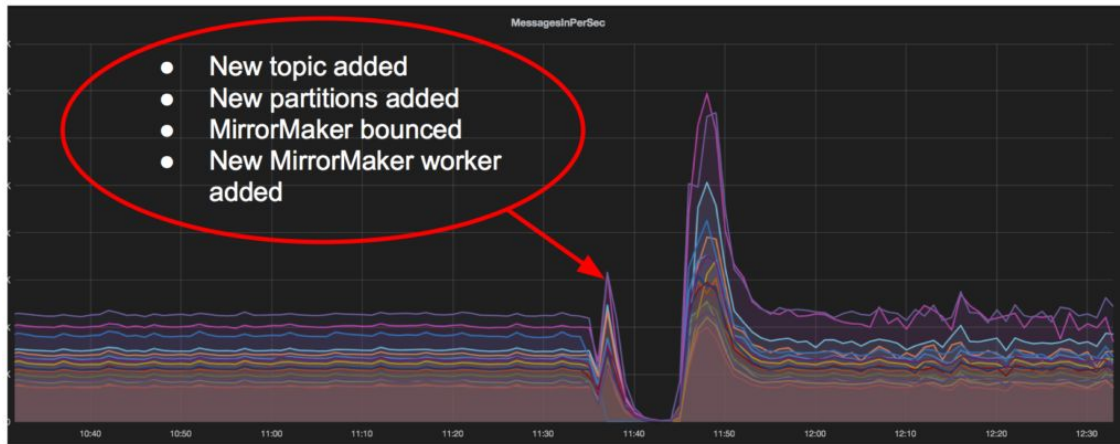 MessagesInPerSec
● New topic added
● New partitions added
● MirrorMaker bounced
● New MirrorMaker worker
added
0
10:40 10:50 11:00 11:10 11:20 11:30 11:40 11:50 12:00 12:10 12:20 12:30